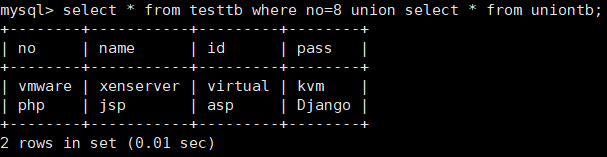 mysql> select * from testtb where no=8 union select * from uniontb;
+--------+-----------+---------+--------+
| no     | name      | id      | pass   |
+--------+-----------+---------+--------+
| vmware | xenserver | virtual | kvm    |
| php    | jsp       | asp     | Django |
+--------+-----------+---------+--------+
2 rows in set (0.01 sec)